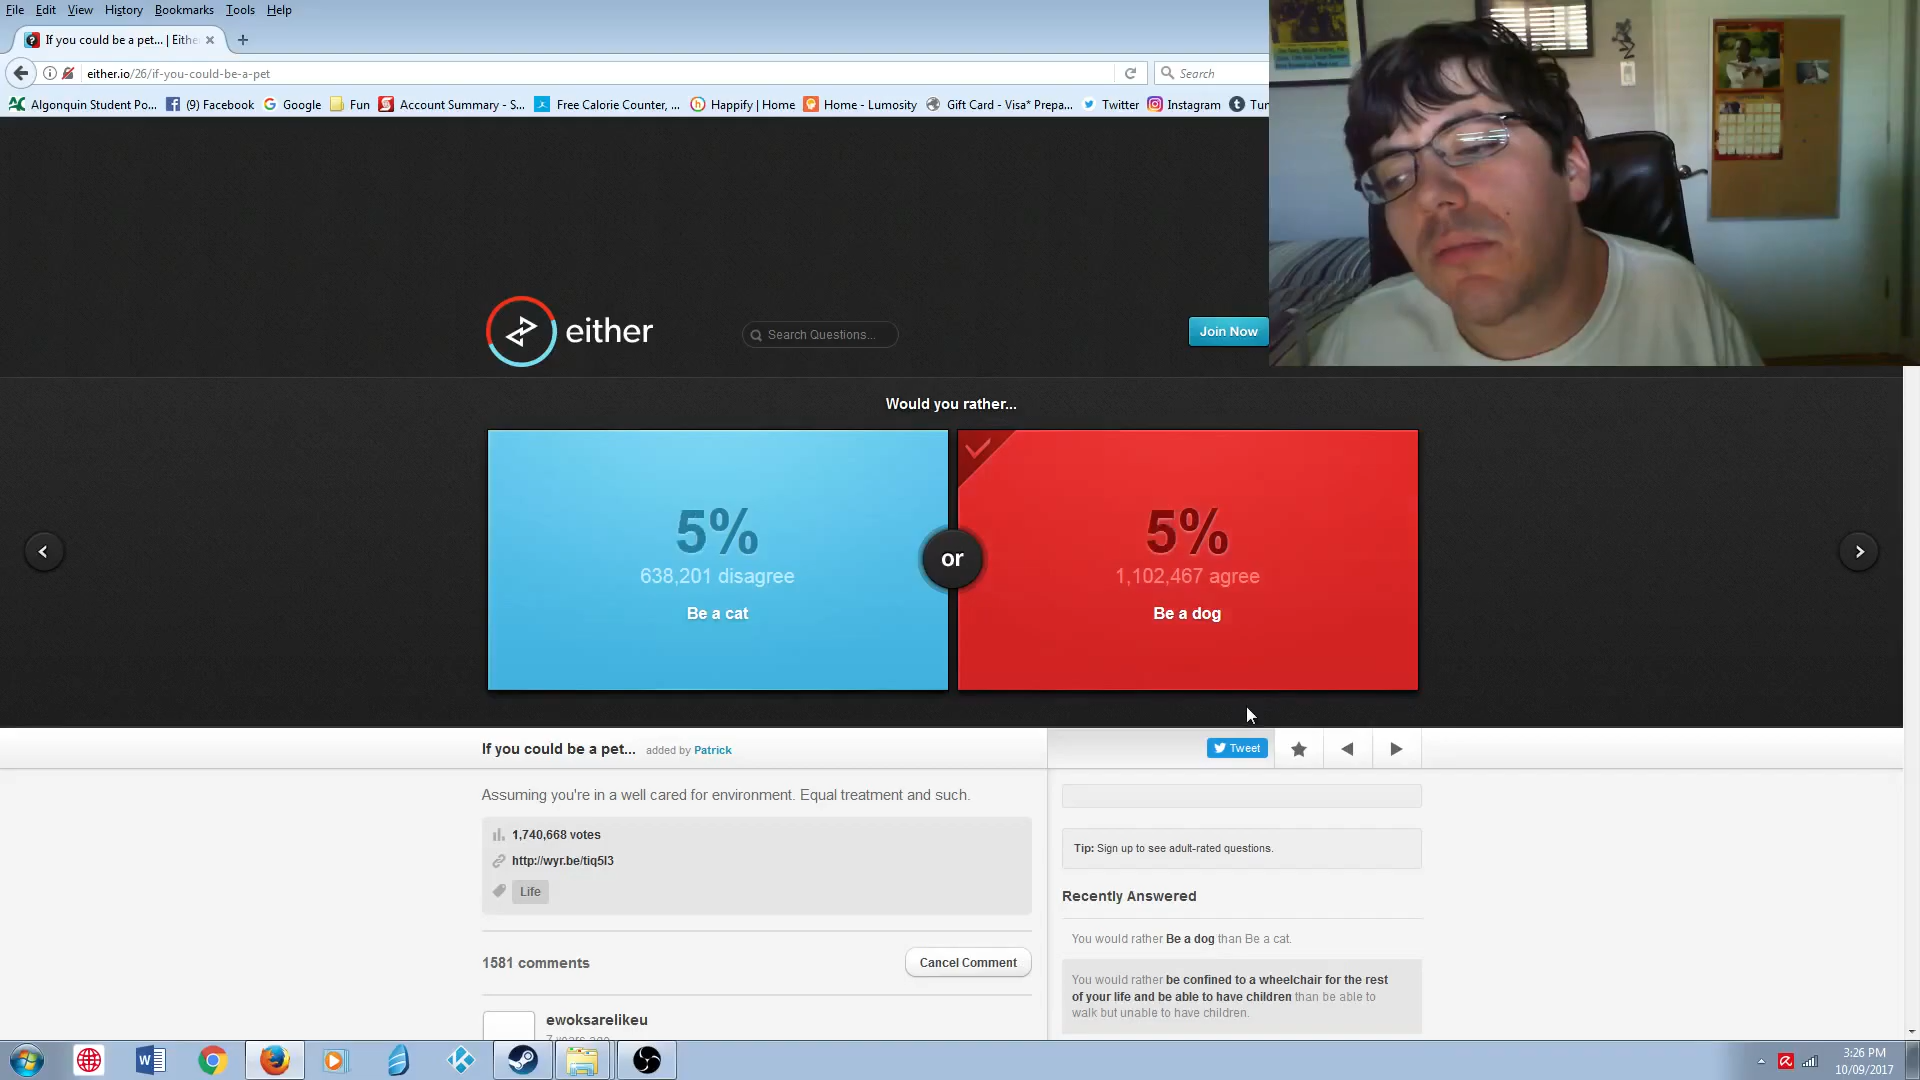 File Edit View History Bookmarks Tools Help
If you could be a pet... | Eithe
either.io/26/if-you-could-be-a-pet
Search
Algonquin Student Po... (9) Facebook Google Fun Account Summary - S... Free Calorie Counter, ... Happify | Home Home - Lumosity Gift Card - Visa* Prepa... Twitter Instagram Tur
either
Search Questions...
Join Now
Would you rather...
5%
638,201 disagree
Be a cat
or
5%
1,102,467 agree
Be a dog
If you could be a pet... added by Patrick
Tweet
Assuming you're in a well cared for environment. Equal treatment and such.
1,740,668 votes
http://wyr.be/tiq5I3
Life
1581 comments
Cancel Comment
ewoksarelikeu
7 years ago
Tip: Sign up to see adult-rated questions.
Recently Answered
You would rather Be a dog than Be a cat.
You would rather be confined to a wheelchair for the rest
of your life and be able to have children than be able to
walk but unable to have children.
3:26 PM
10/09/2017